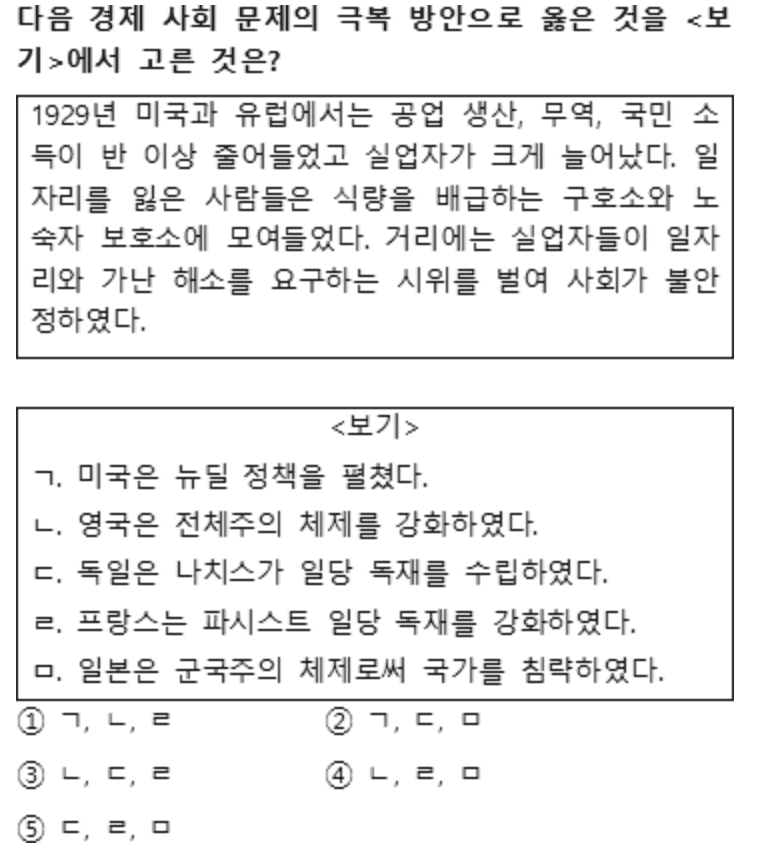 다음 경제 사회 문제의 극복 방안으로 옳은 것을 <보
기>에서 고른 것은?
1929년 미국과 유럽에서는 공업 생산, 무역, 국민 소
득이 반 이상 줄어들었고 실업자가 크게 늘어났다. 일
자리를 잃은 사람들은 식량을 배급하는 구호소와 노
숙자 보호소에 모여들었다. 거리에는 실업자들이 일자
리와 가난 해소를 요구하는 시위를 벌여 사회가 불안
정하였다.
<보기>
ㄱ. 미국은 뉴딜 정책을 펼쳤다.
ㄴ. 영국은 전체주의 체제를 강화하였다.
ㄷ. 독일은 나치스가 일당 독재를 수립하였다.
ㄹ. 프랑스는 파시스트 일당 독재를 강화하였다.
ㅁ. 일본은 군국주의 체제로써 국가를 침략하였다.
① ㄱ, ㄴ, ㄹ ② ㄱ, ㄷ, ㅁ
③ ㄴ, ㄷ, ㄹ ④ ㄴ, ㄹ, ㅁ
⑤ ㄷ, ㄹ, ㅁ